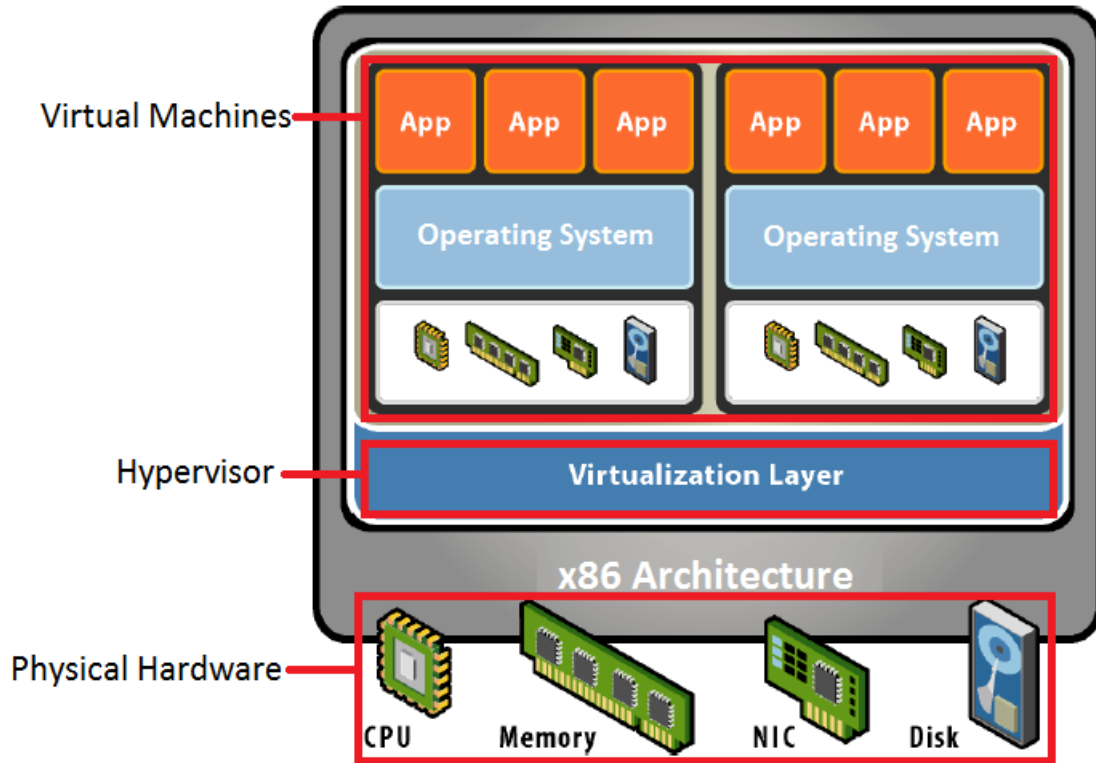 Virtual Machines
App App App App App App
Operating System Operating System
Hypervisor
Virtualization Layer
x86 Architecture
Physical Hardware
CPU Memory NIC Disk